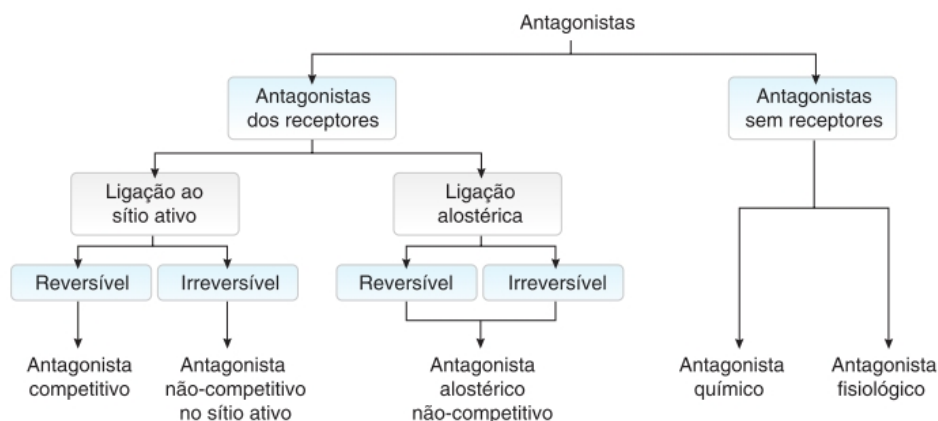 Antagonistas
Antagonistas
dos receptores
Antagonistas
sem receptores
Ligação ao
sítio ativo
Ligação
alostérica
Reversível
Irreversível
Reversível
Irreversível
Antagonista
competitivo
Antagonista
não-competitivo
no sítio ativo
Antagonista
alostérico
não-competitivo
Antagonista
químico
Antagonista
fisiológico